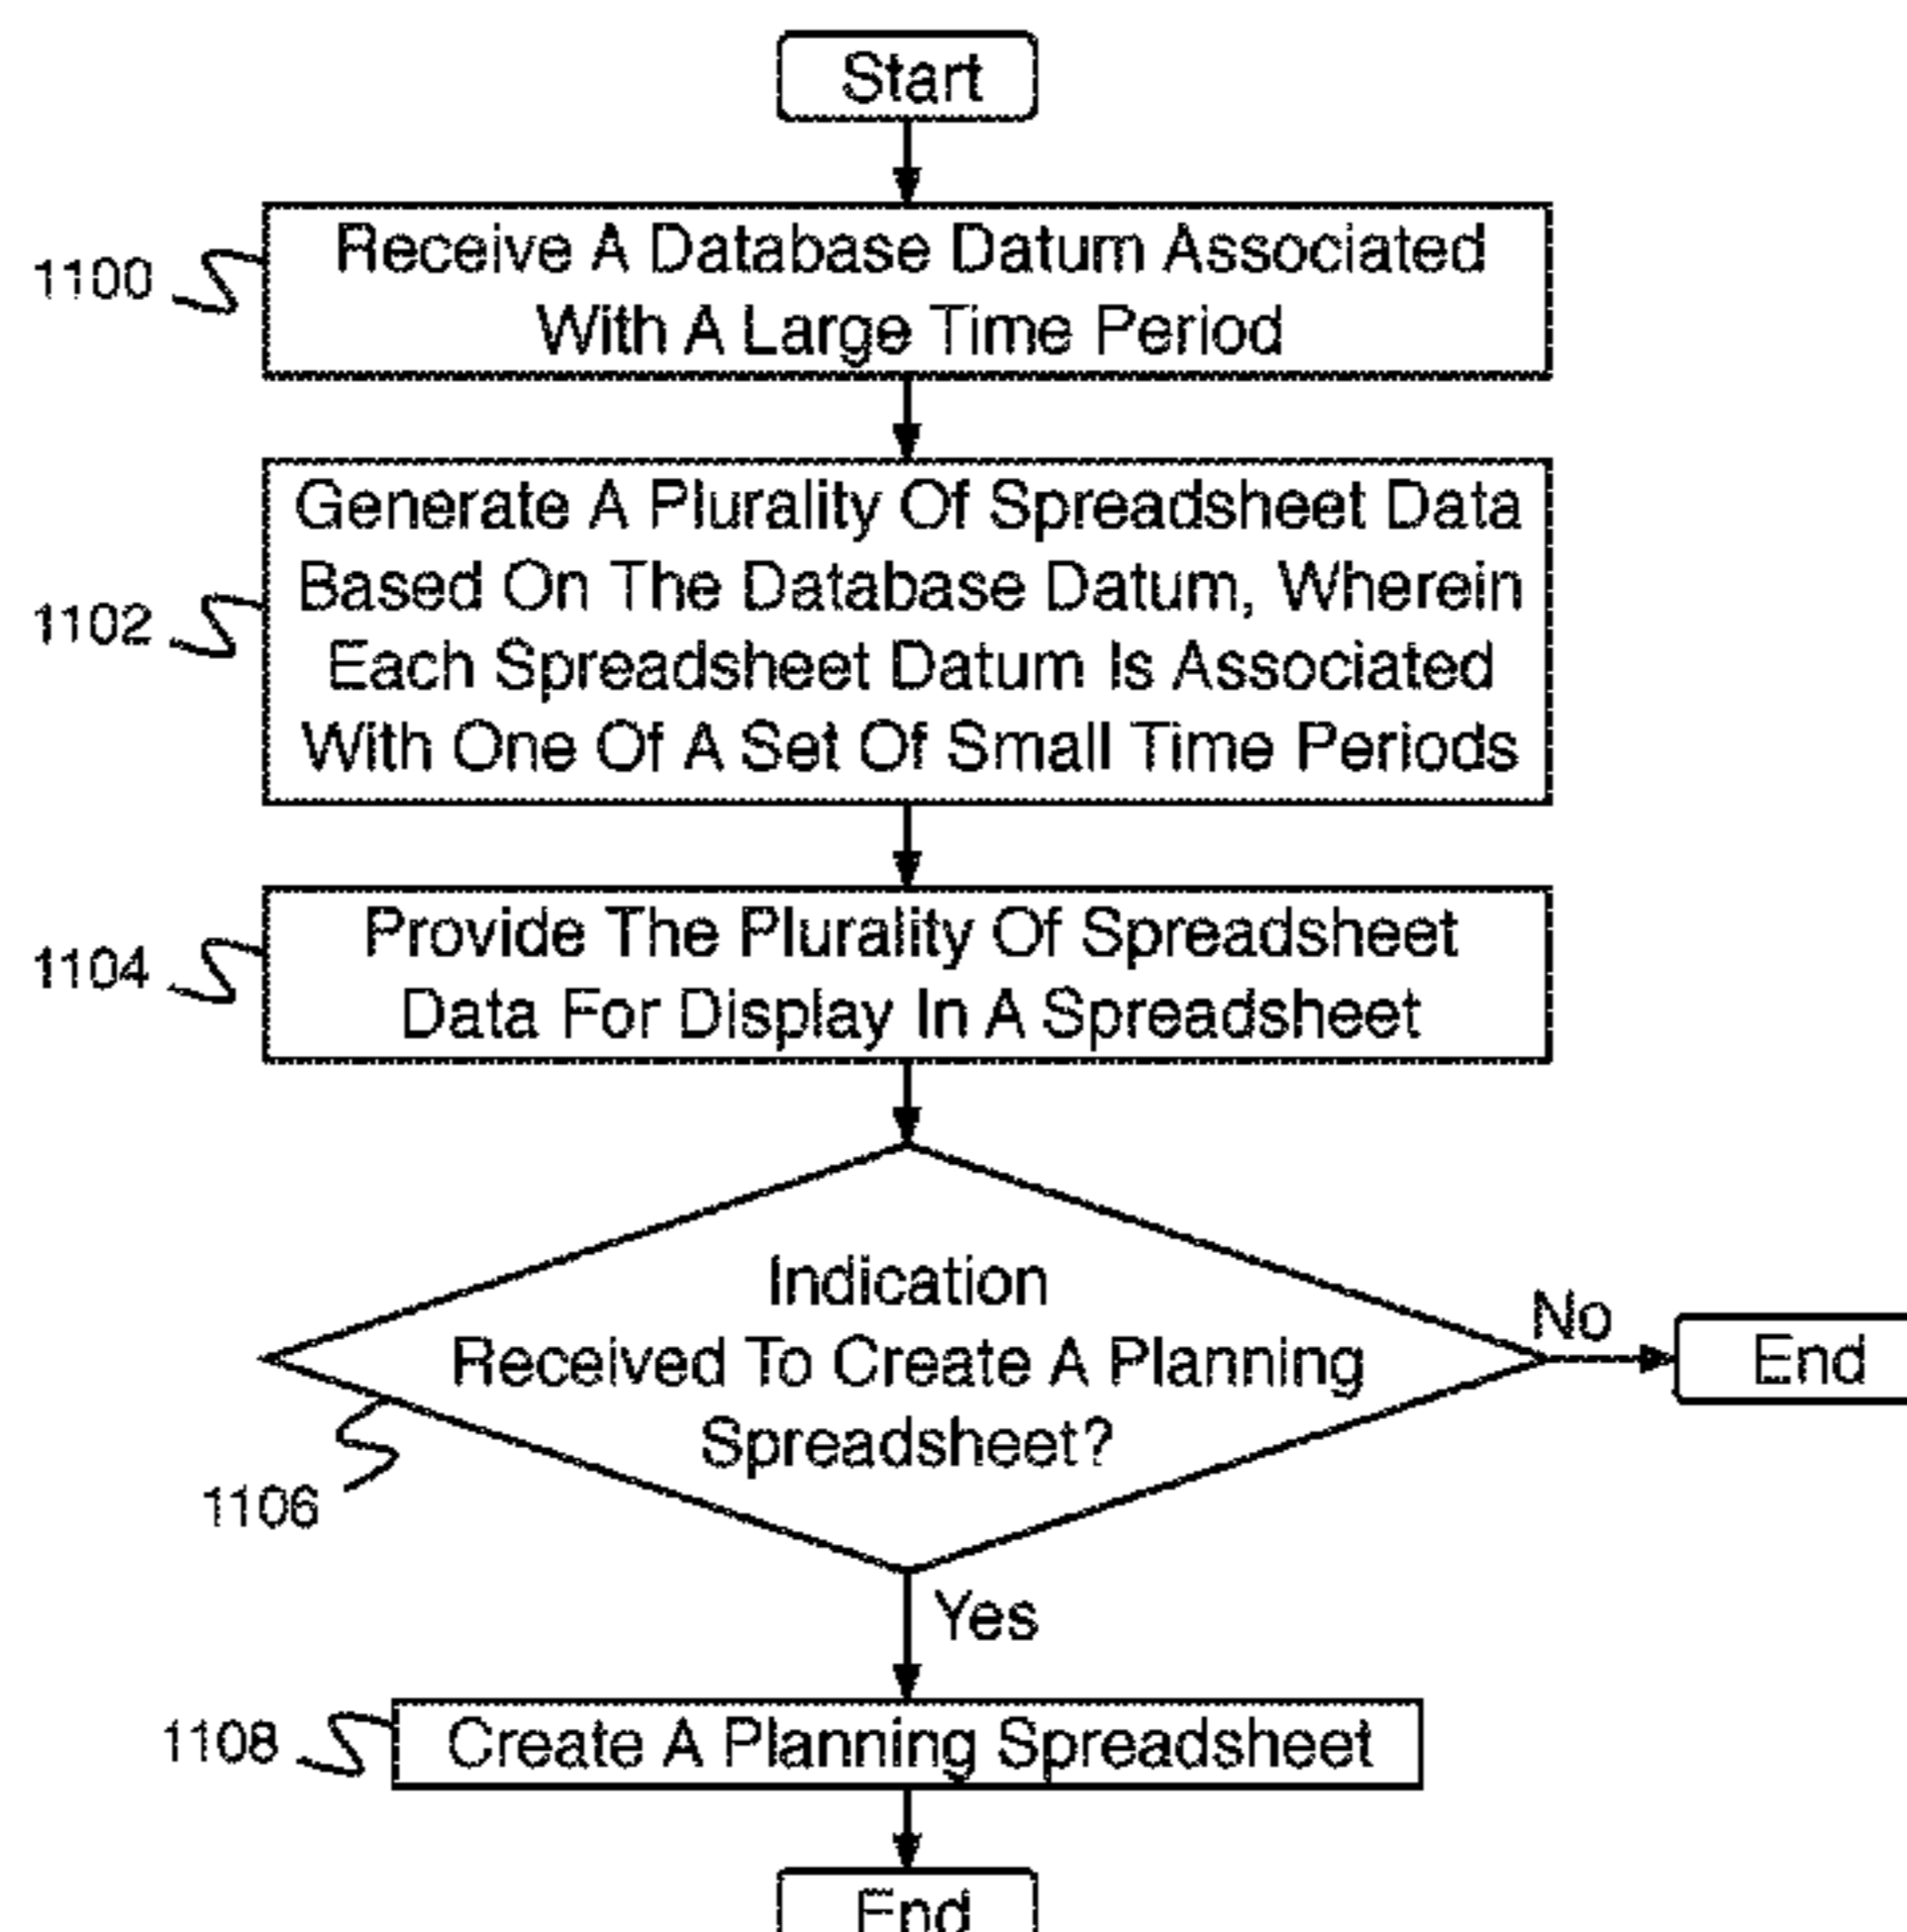 Start
1100
Receive A Database Datum Associated
With A Large Time Period
1102
Generate A Plurality Of Spreadsheet Data
Based On The Database Datum, Wherein
Each Spreadsheet Datum Is Associated
With One Of A Set Of Small Time Periods
1104
Provide The Plurality Of Spreadsheet
Data For Display In A Spreadsheet
Indication
Received To Create A Planning
Spreadsheet?
1106
No
End
Yes
1108
Create A Planning Spreadsheet
End